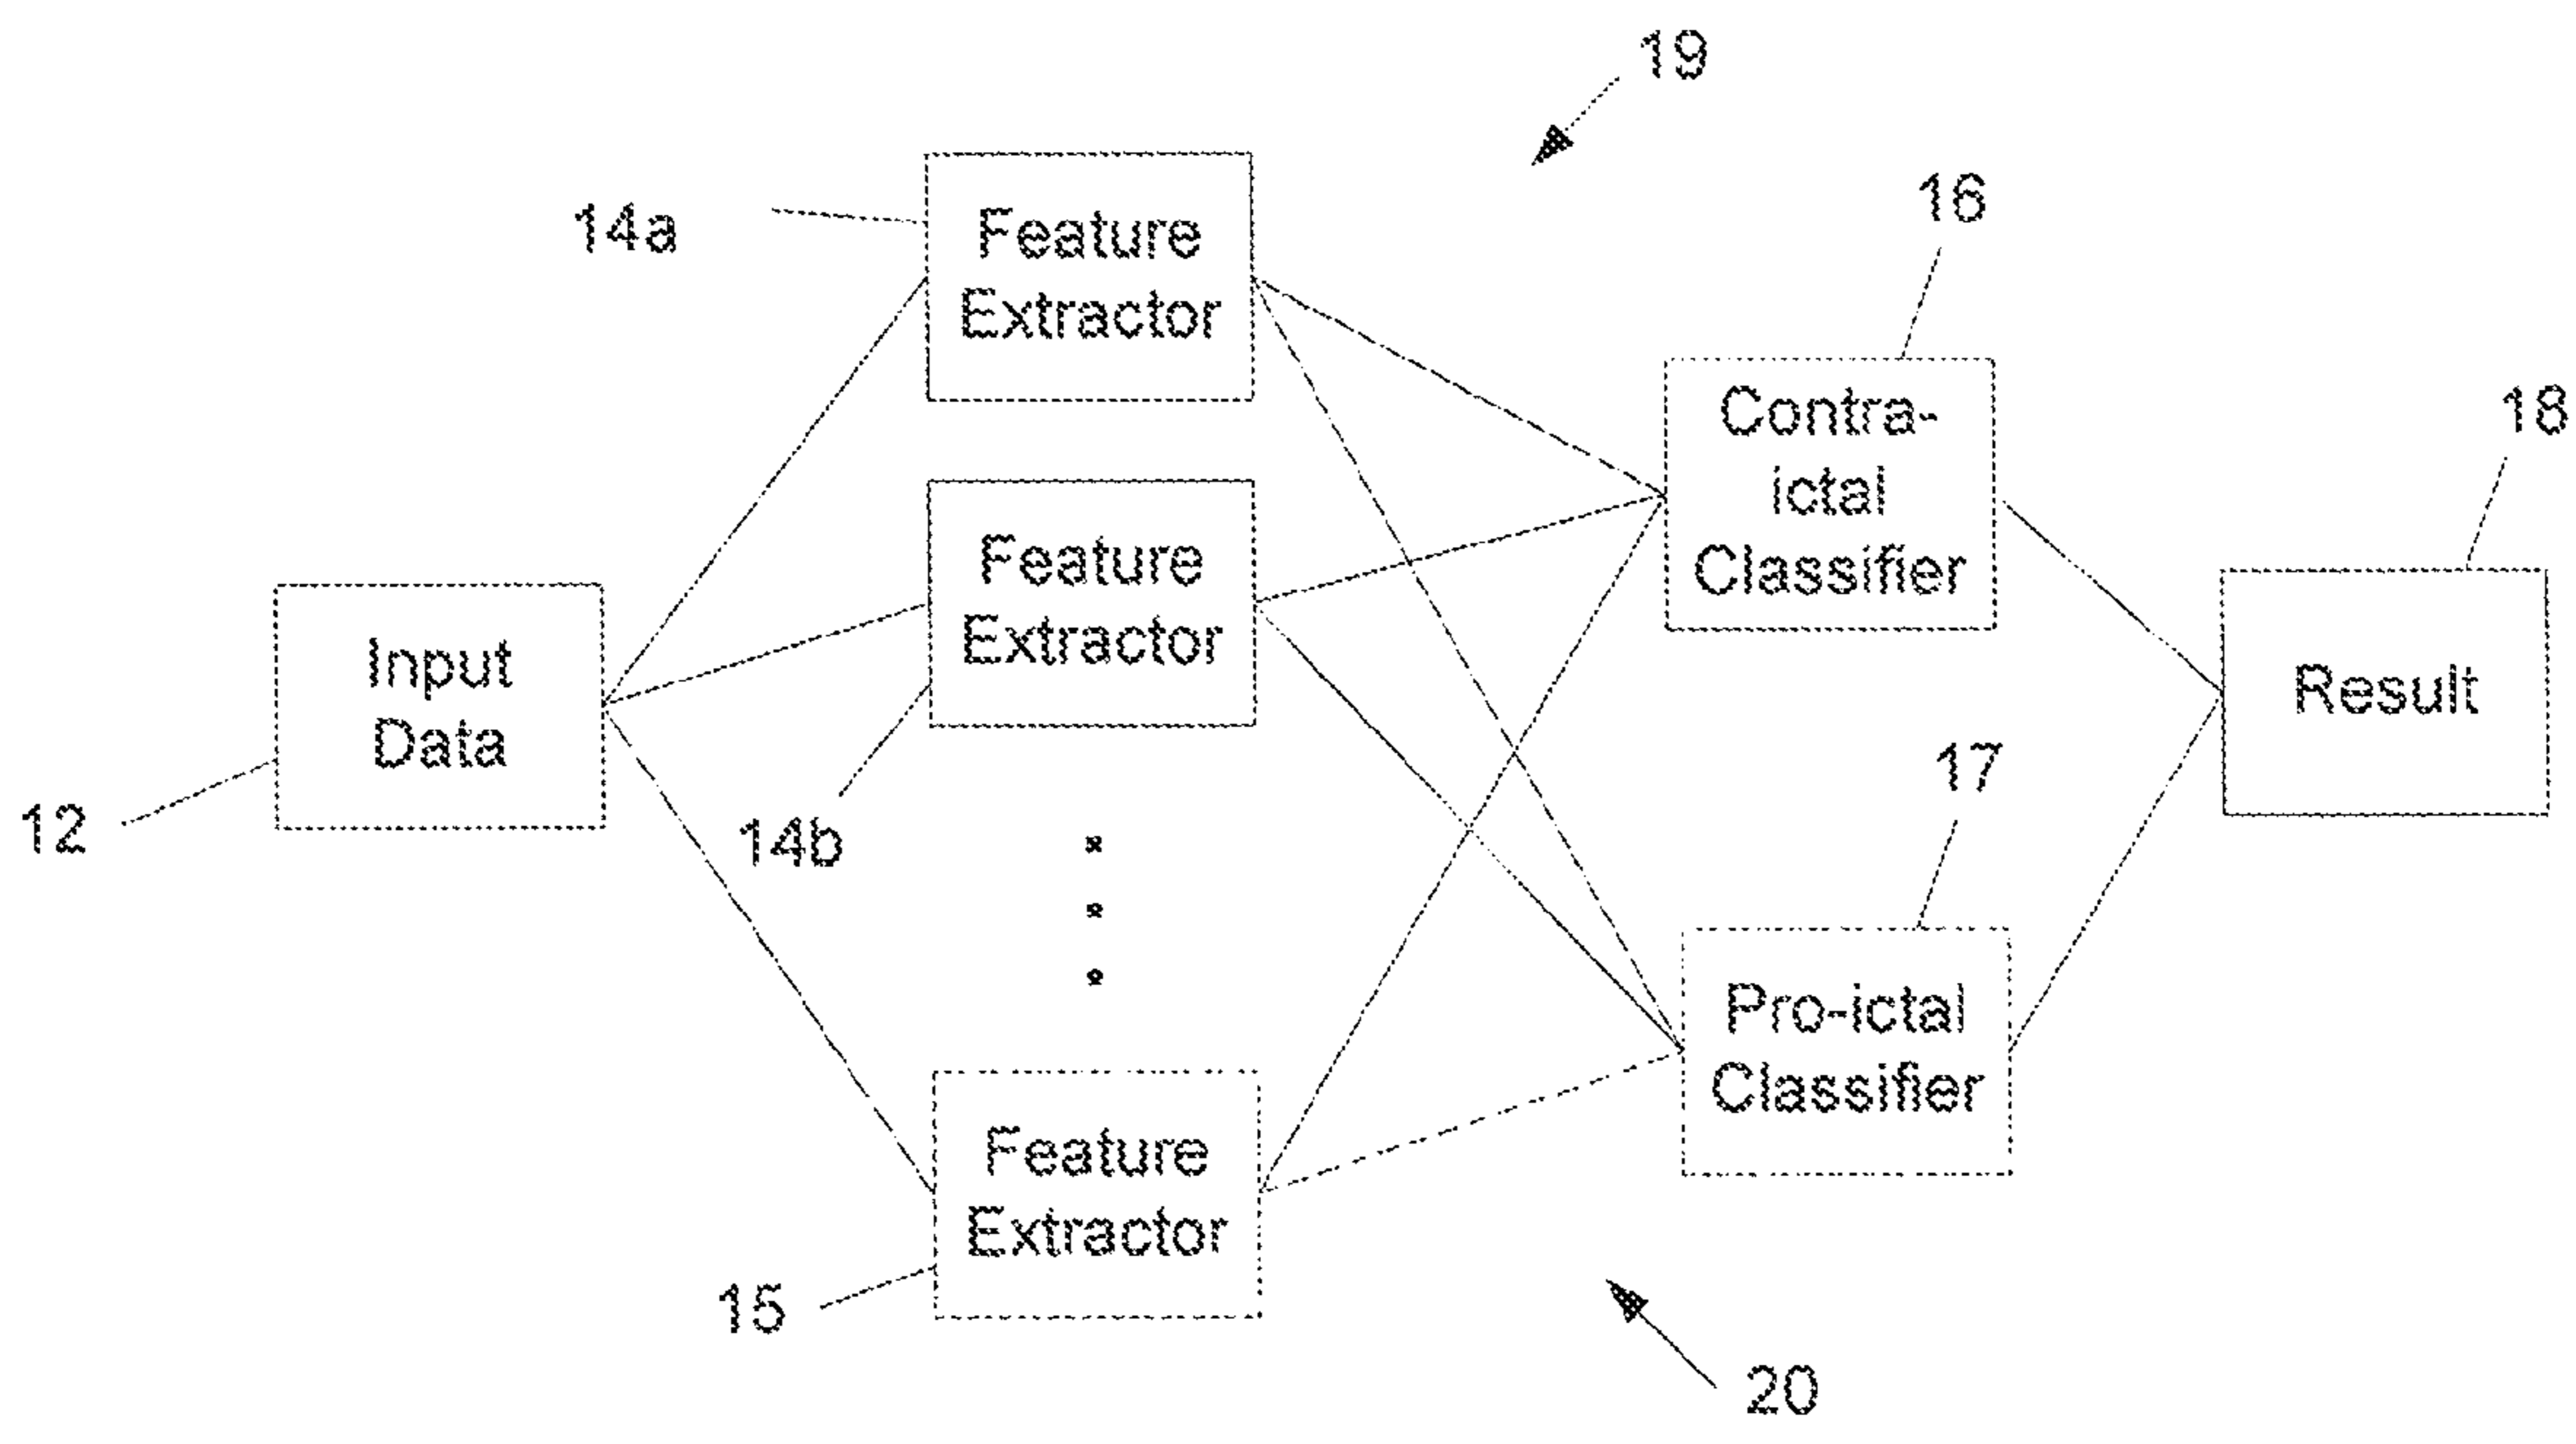 19
14a
Feature
Extractor
16
Contra-
ictal
Classifier
18
Feature
Extractor
14b
Input
Data
12
Result
17
Pro-ictal
Classifier
Feature
Extractor
15
20